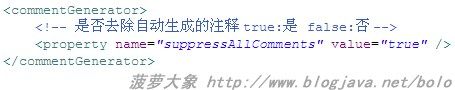 <commentGenerator>
<!-- 是否去除自动生成的注释 true:是 false:否 -->
<property name="suppressAllComments" value="true" />
</commentGenerator>
菠萝大象 http://www.blogjava.net/bolo